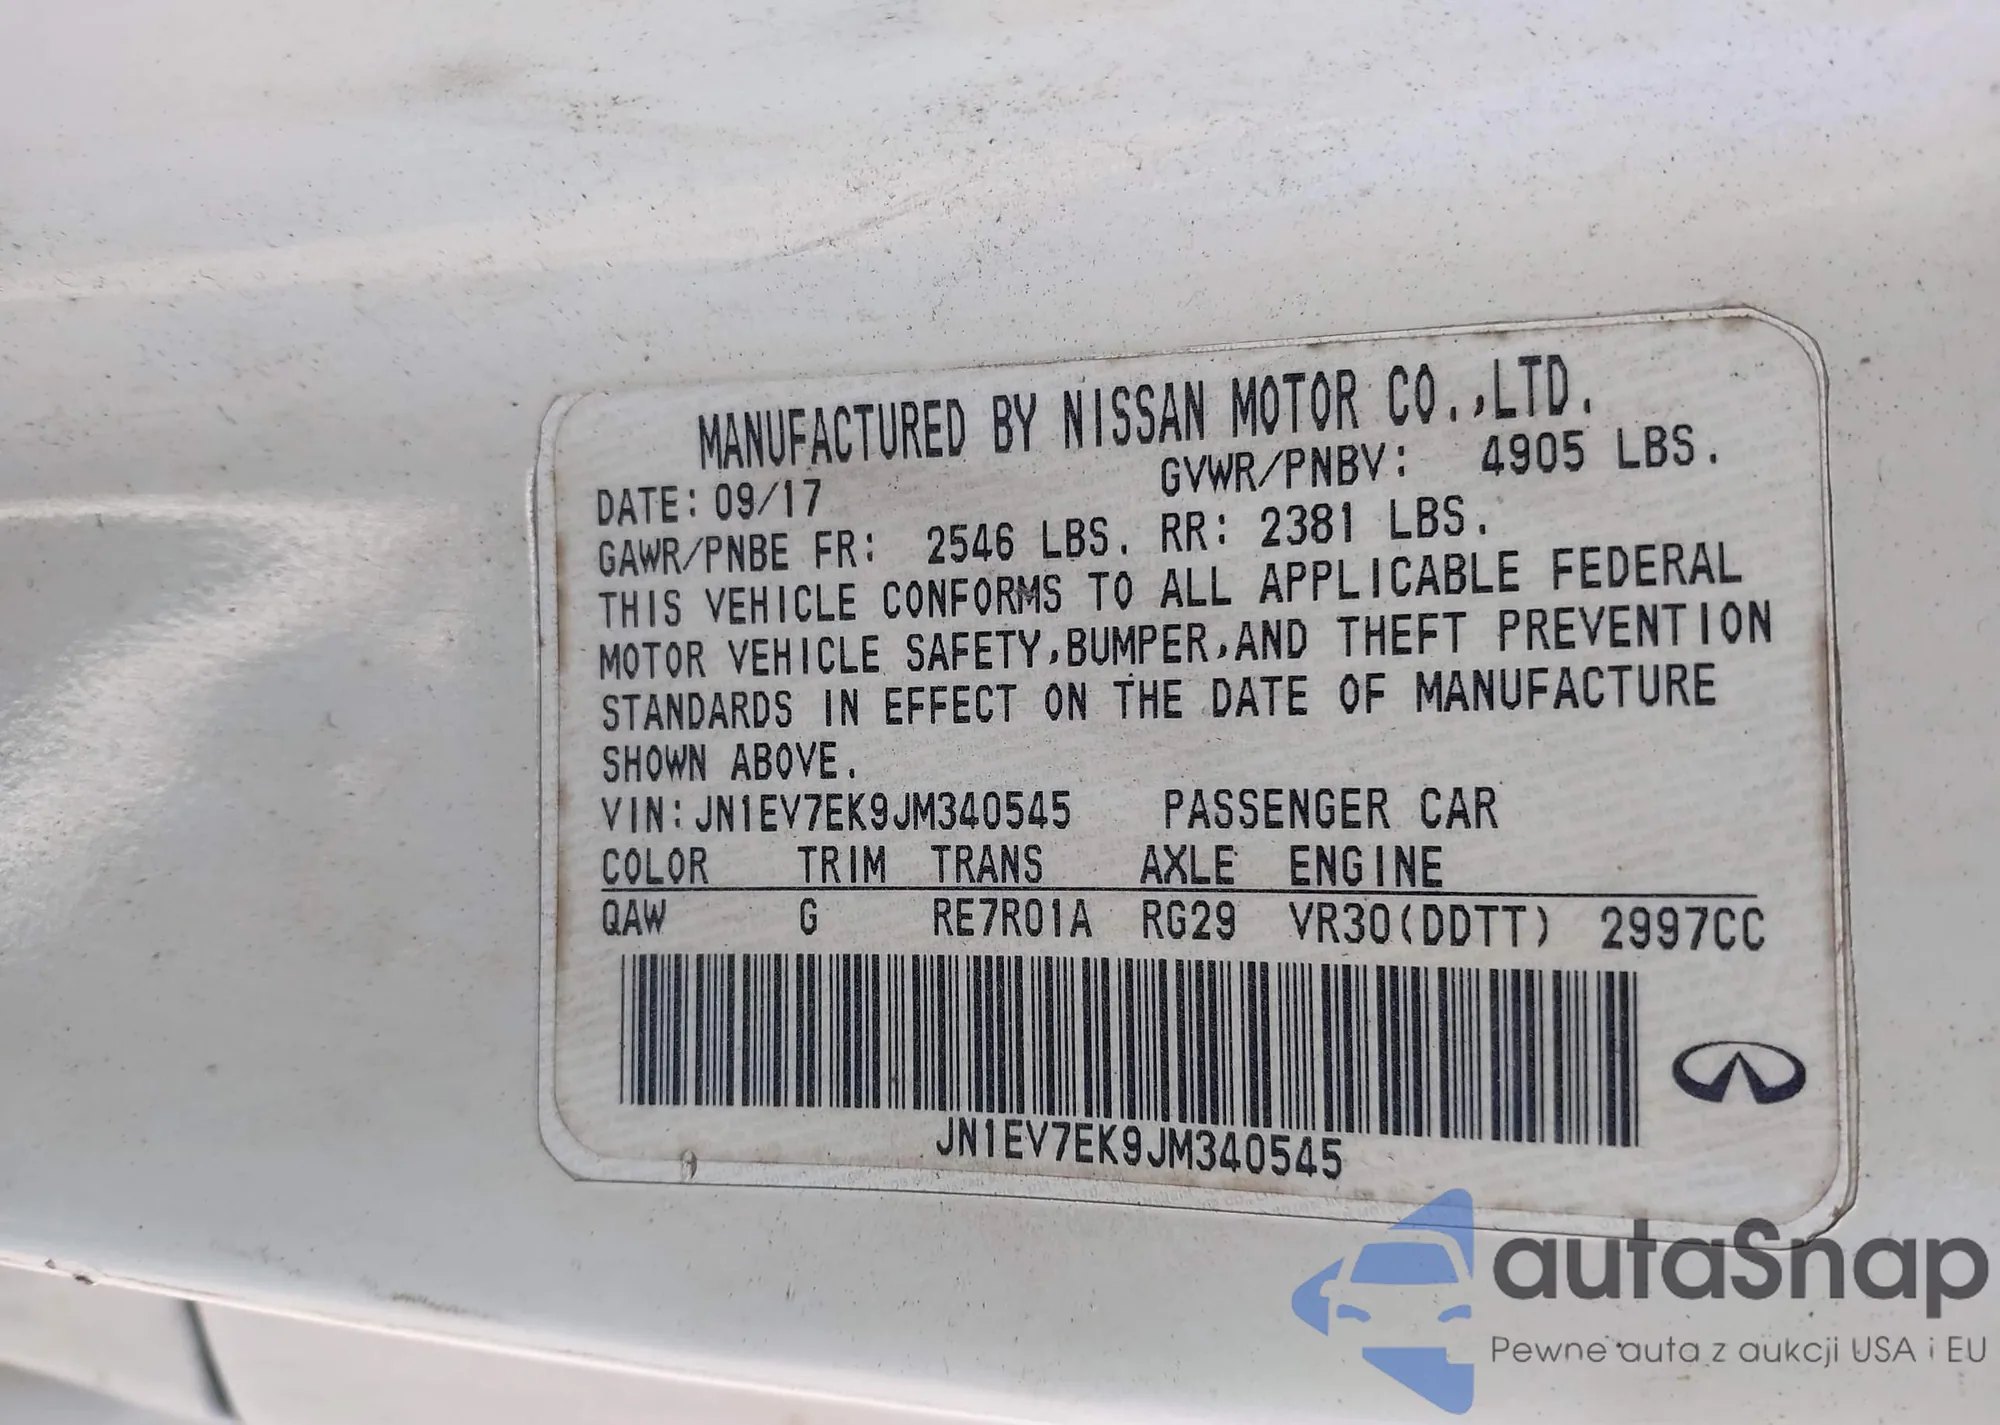 MANUFACTURED BY NISSAN MOTOR CO.,LTD.
DATE: 09/17 GVWR/PNBV: 4905 LBS.
GAWR/PNBE FR: 2546 LBS. RR: 2381 LBS.
THIS VEHICLE CONFORMS TO ALL APPLICABLE FEDERAL
MOTOR VEHICLE SAFETY,BUMPER,AND THEFT PREVENTION
STANDARDS IN EFFECT ON THE DATE OF MANUFACTURE
SHOWN ABOVE.
VIN:JN1EV7EK9JM340545 PASSENGER CAR
COLOR TRIM TRANS AXLE ENGINE
QAW G RE7R01A RG29 VR30(DDTT) 2997CC
JN1EV7EK9JM340545
autaSnap
Pewne auta z aukcji USA i EU